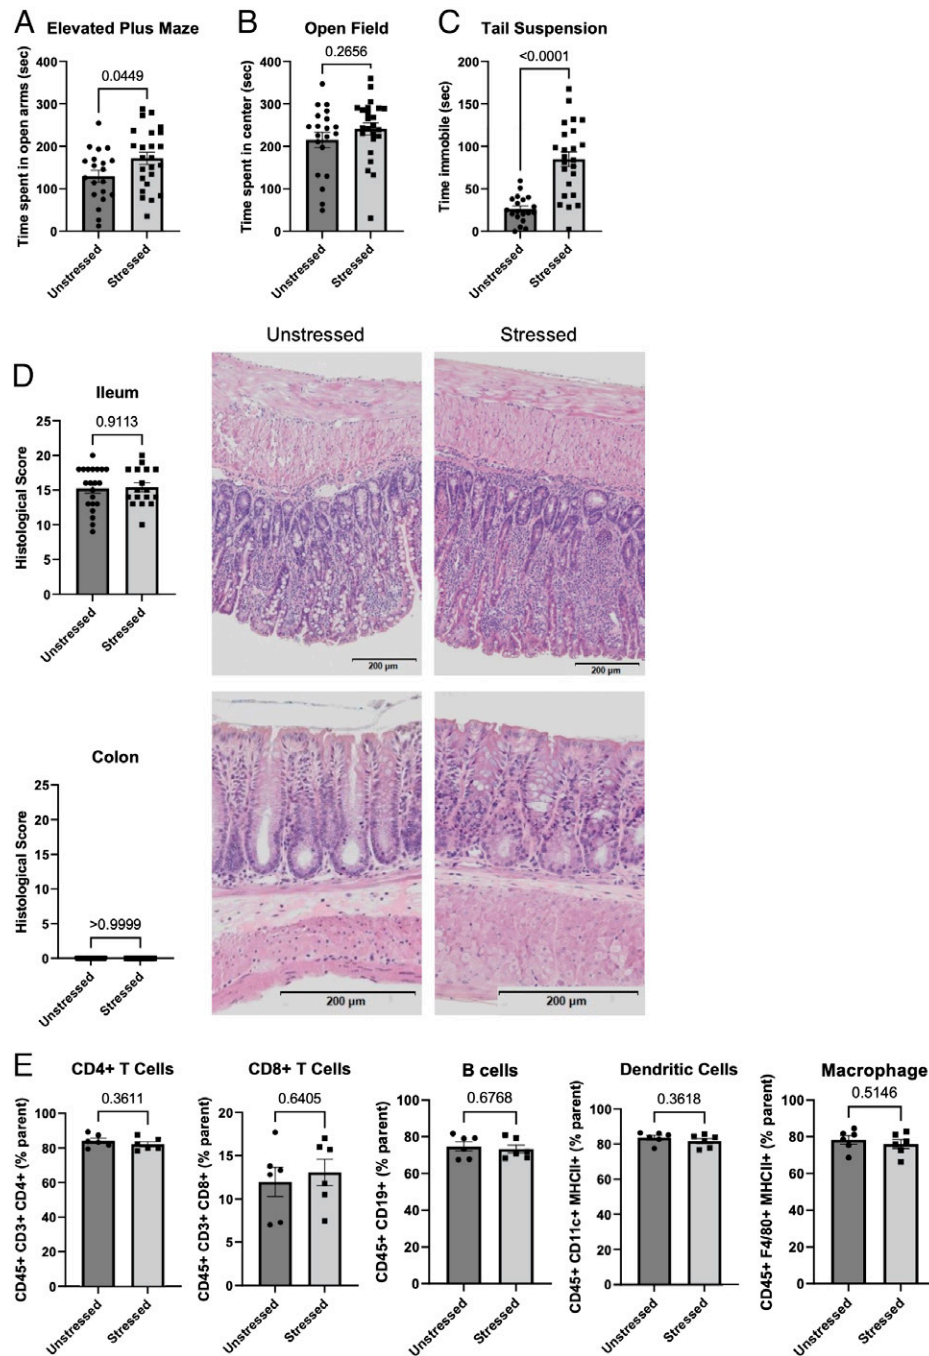 A Elevated Plus Maze
0.0449
Time spent in open arms (sec)
400
300
200
100
0
Unstressed
Stressed
B Open Field
0.2656
Time spent in center (sec)
400
300
200
100
0
Unstressed
Stressed
C Tail Suspension
<0.0001
Time immobile (sec)
200
150
100
50
0
Unstressed
Stressed
Unstressed
Stressed
D
Ileum
0.9113
Histological Score
25
20
15
10
5
0
Unstressed
Stressed
200 µm
200 µm
Colon
>0.9999
Histological Score
25
20
15
15
5
0
Unstressed
Stressed
200 µm
200 µm
E CD4+ T Cells
0.3611
CD45+ CD3+ CD4+ (% parent)
100
80
60
40
20
0
Unstressed
Stressed
CD8+ T Cells
0.6405
CD45+ CD3+ CD8+ (% parent)
20
15
10
5
0
Unstressed
Stressed
B cells
0.6768
CD45+ CD19+ (% parent)
100
80
60
40
20
0
Unstressed
Stressed
Dendritic Cells
0.3618
CD45+ CD11c+ MHCII+ (% parent)
100
80
60
40
20
0
Unstressed
Stressed
Macrophage
0.5146
CD45+ F4/80+ MHCII+ (% parent)
100
80
60
40
20
0
Unstressed
Stressed